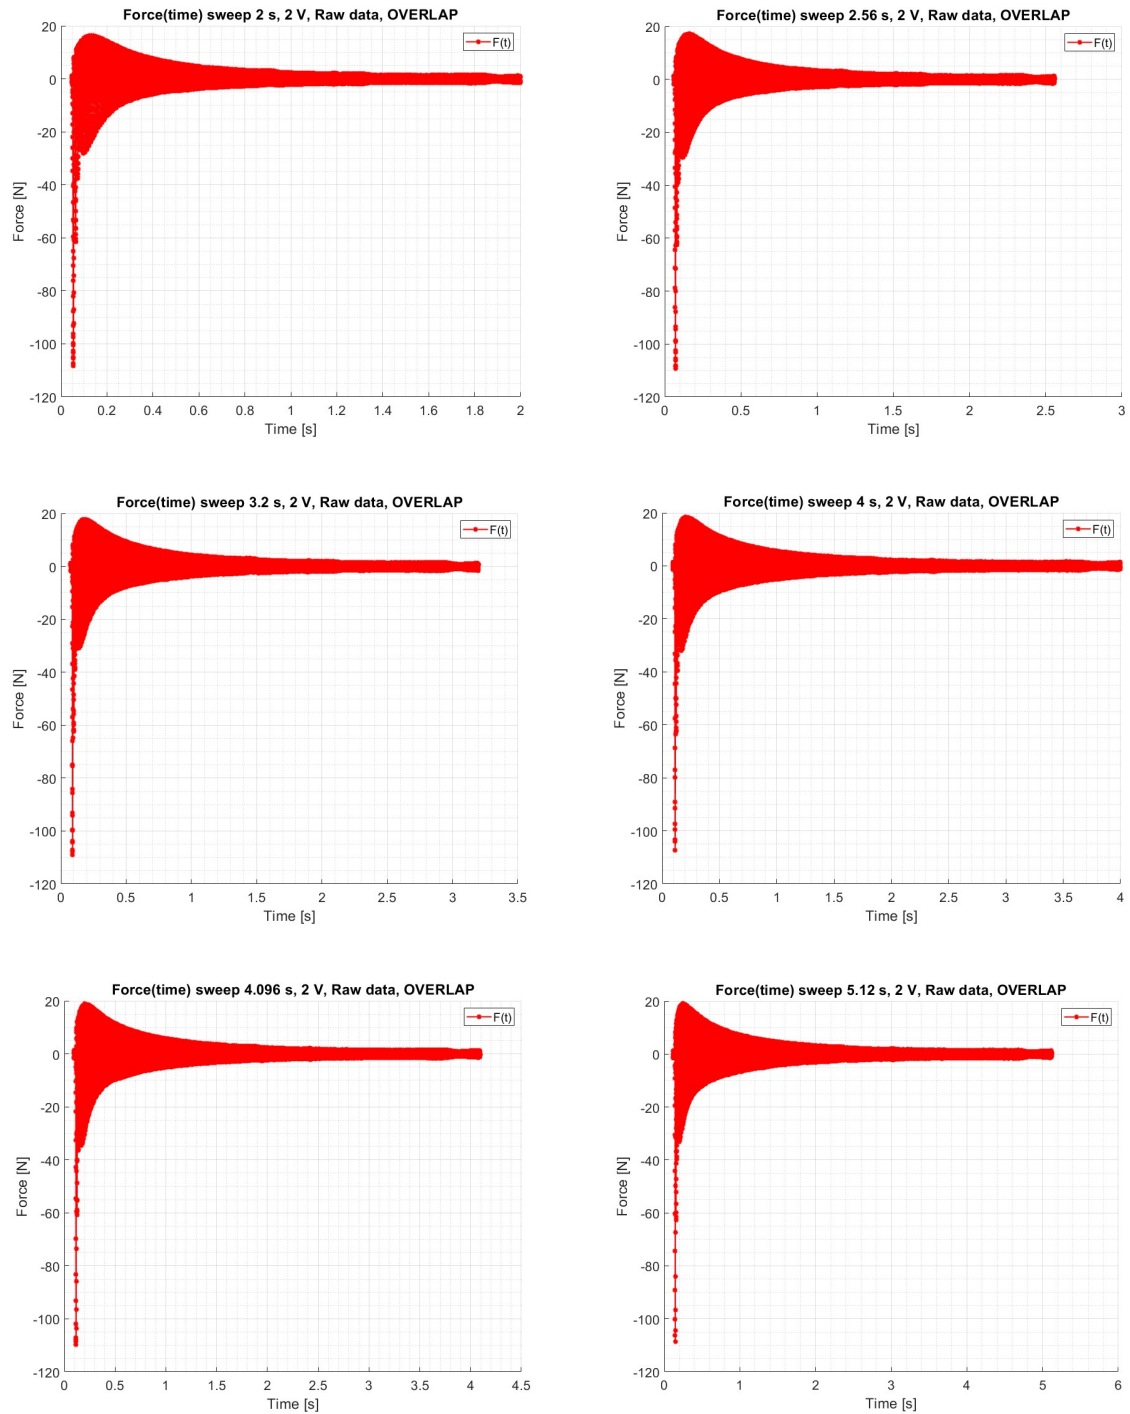 Force(time) sweep 2 s, 2 V, Raw data, OVERLAP
F(t)
Force [N]
20
0
-20
-40
-60
-80
-100
-120
0 0.2 0.4 0.6 0.8 1 1.2 1.4 1.6 1.8 2
Time [s]
Force(time) sweep 2.56 s, 2 V, Raw data, OVERLAP
F(t)
Force [N]
20
0
-20
-40
-60
-80
-100
-120
0 0.5 1 1.5 2 2.5 3
Time [s]
Force(time) sweep 3.2 s, 2 V, Raw data, OVERLAP
F(t)
Force [N]
20
0
-20
-40
-60
-80
-100
-120
0 0.5 1 1.5 2 2.5 3 3.5
Time [s]
Force(time) sweep 4 s, 2 V, Raw data, OVERLAP
F(t)
Force [N]
20
0
-20
-40
-60
-80
-100
-120
0 0.5 1 1.5 2 2.5 3 3.5 4
Time [s]
Force(time) sweep 4.096 s, 2 V, Raw data, OVERLAP
F(t)
Force [N]
20
0
-20
-40
-60
-80
-100
-120
0 0.5 1 1.5 2 2.5 3 3.5 4 4.5
Time [s]
Force(time) sweep 5.12 s, 2 V, Raw data, OVERLAP
F(t)
Force [N]
20
0
-20
-40
-60
-80
-100
-120
0 1 2 3 4 5 6
Time [s]